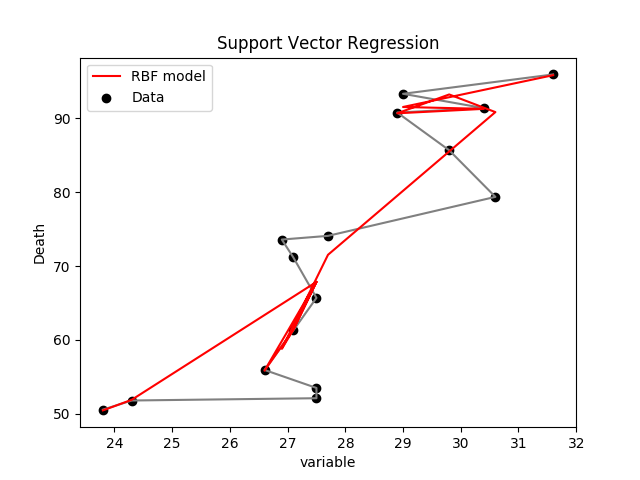 Support Vector Regression
RBF model
Data
90
80
70
60
50
Death
24 25 26 27 28 29 30 31 32
variable